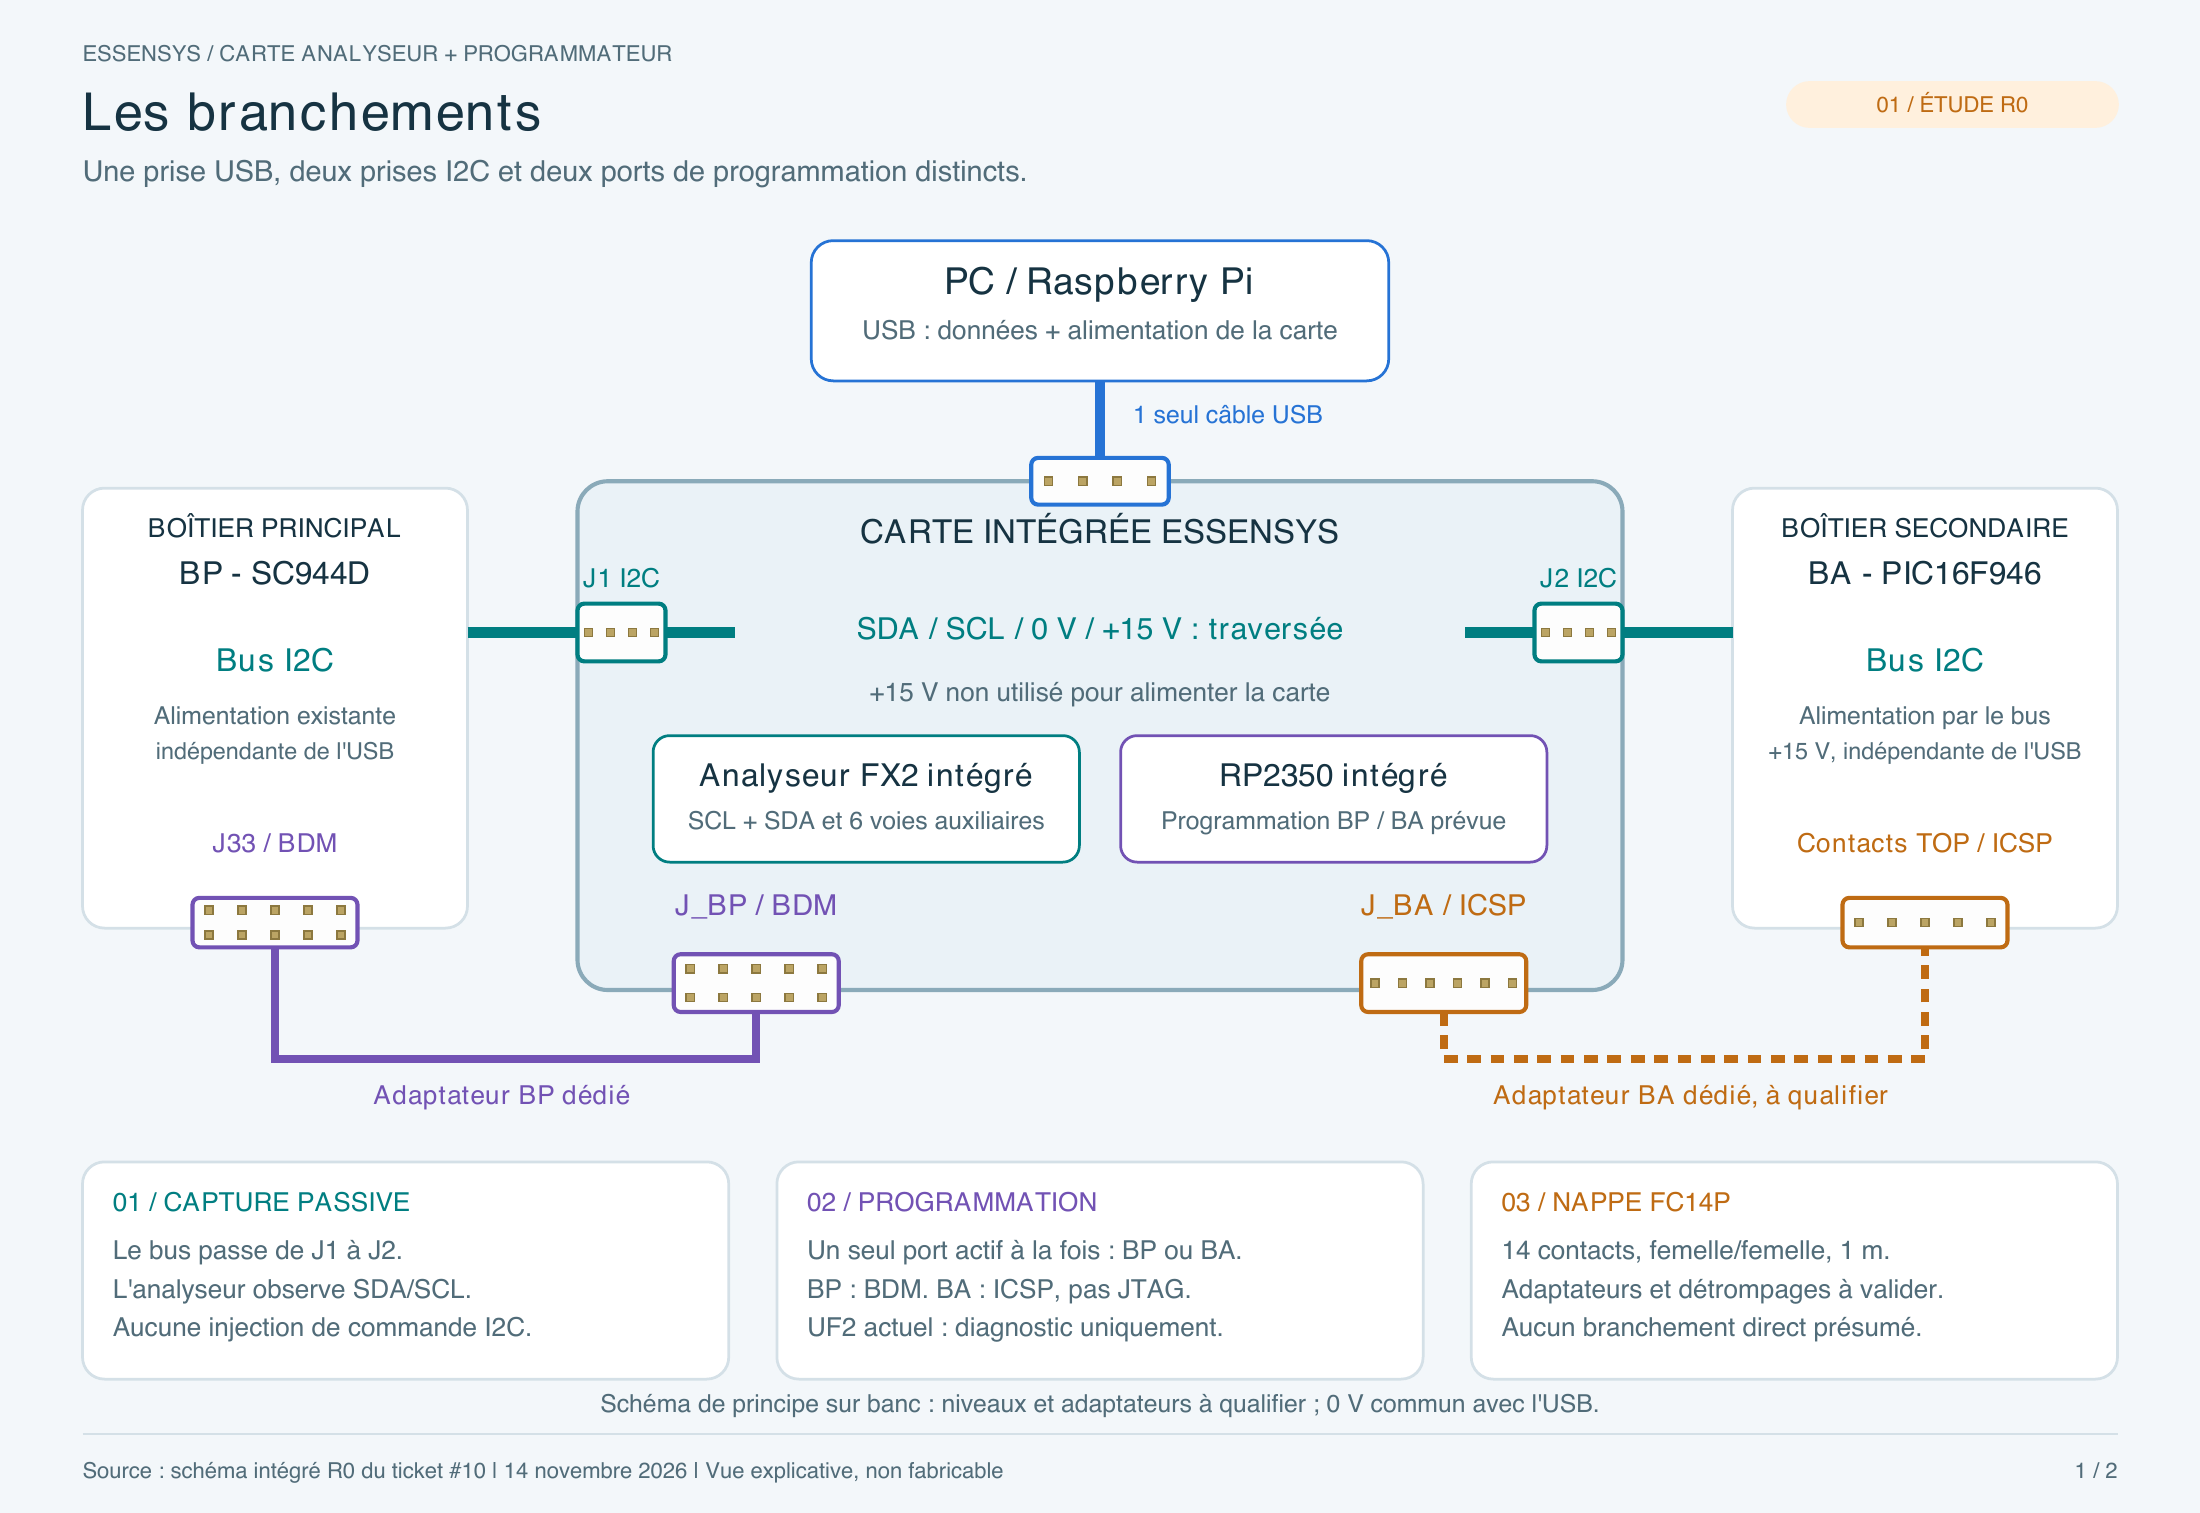 ESSENSYS / CARTE ANALYSEUR + PROGRAMMATEUR
Les branchements
01 / ÉTUDE R0
Une prise USB, deux prises I2C et deux ports de programmation distincts.
PC / Raspberry Pi
USB : données + alimentation de la carte
1 seul câble USB
BOÎTIER PRINCIPAL
BP - SC944D
Bus I2C
Alimentation existante
indépendante de l'USB
J33 / BDM
CARTE INTÉGRÉE ESSENSYS
J1 I2C
J2 I2C
SDA / SCL / 0 V / +15 V : traversée
+15 V non utilisé pour alimenter la carte
Analyseur FX2 intégré
SCL + SDA et 6 voies auxiliaires
RP2350 intégré
Programmation BP / BA prévue
J_BP / BDM
J_BA / ICSP
BOÎTIER SECONDAIRE
BA - PIC16F946
Bus I2C
Alimentation par le bus
+15 V, indépendante de l'USB
Contacts TOP / ICSP
Adaptateur BP dédié
Adaptateur BA dédié, à qualifier
01 / CAPTURE PASSIVE
Le bus passe de J1 à J2.
L'analyseur observe SDA/SCL.
Aucune injection de commande I2C.
02 / PROGRAMMATION
Un seul port actif à la fois : BP ou BA.
BP : BDM. BA : ICSP, pas JTAG.
UF2 actuel : diagnostic uniquement.
03 / NAPPE FC14P
14 contacts, femelle/femelle, 1 m.
Adaptateurs et détrompages à valider.
Aucun branchement direct présumé.
Schéma de principe sur banc : niveaux et adaptateurs à qualifier ; 0 V commun avec l'USB.
Source : schéma intégré R0 du ticket #10 | 14 novembre 2026 | Vue explicative, non fabricable
1 / 2